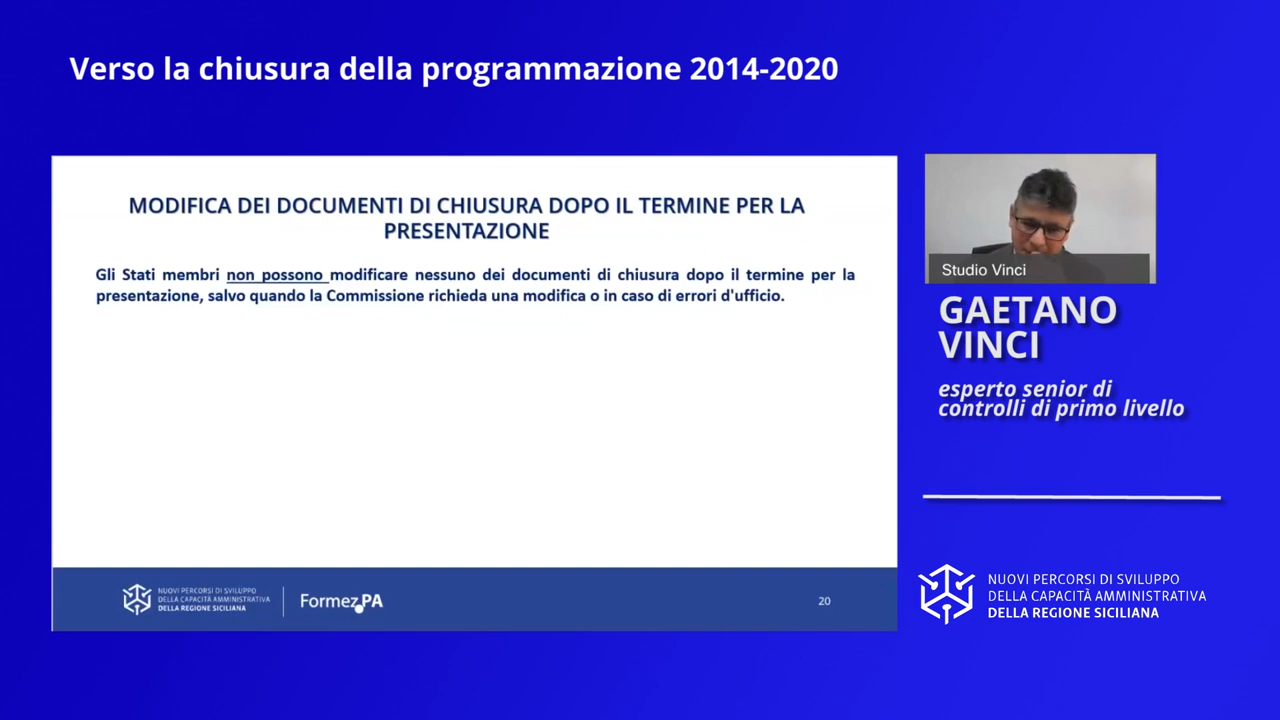 Verso la chiusura della programmazione 2014-2020
MODIFICA DEI DOCUMENTI DI CHIUSURA DOPO IL TERMINE PER LA
PRESENTAZIONE
Gli Stati membri non possono modificare nessuno dei documenti di chiusura dopo il termine per la
presentazione, salvo quando la Commissione richieda una modifica o in caso di errori d'ufficio.
NUOVI PERCORSI DI SVILUPPO
DELLA CAPACITÀ AMMINISTRATIVA
DELLA REGIONE SICILIANA
Formez PA
20
Studio Vinci
GAETANO
VINCI
esperto senior di
controlli di primo livello
NUOVI PERCORSI DI SVILUPPO
DELLA CAPACITÀ AMMINISTRATIVA
DELLA REGIONE SICILIANA